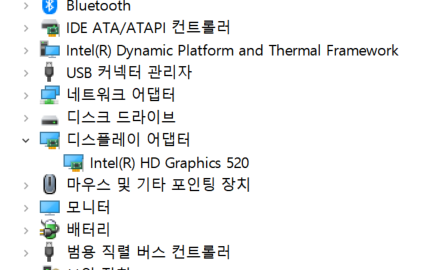 Bluetooth
IDE ATA/ATAPI 컨트롤러
Intel(R) Dynamic Platform and Thermal Framework
USB 커넥터 관리자
네트워크 어댑터
디스크 드라이브
디스플레이 어댑터
Intel(R) HD Graphics 520
마우스 및 기타 포인팅 장치
모니터
배터리
범용 직렬 버스 컨트롤러